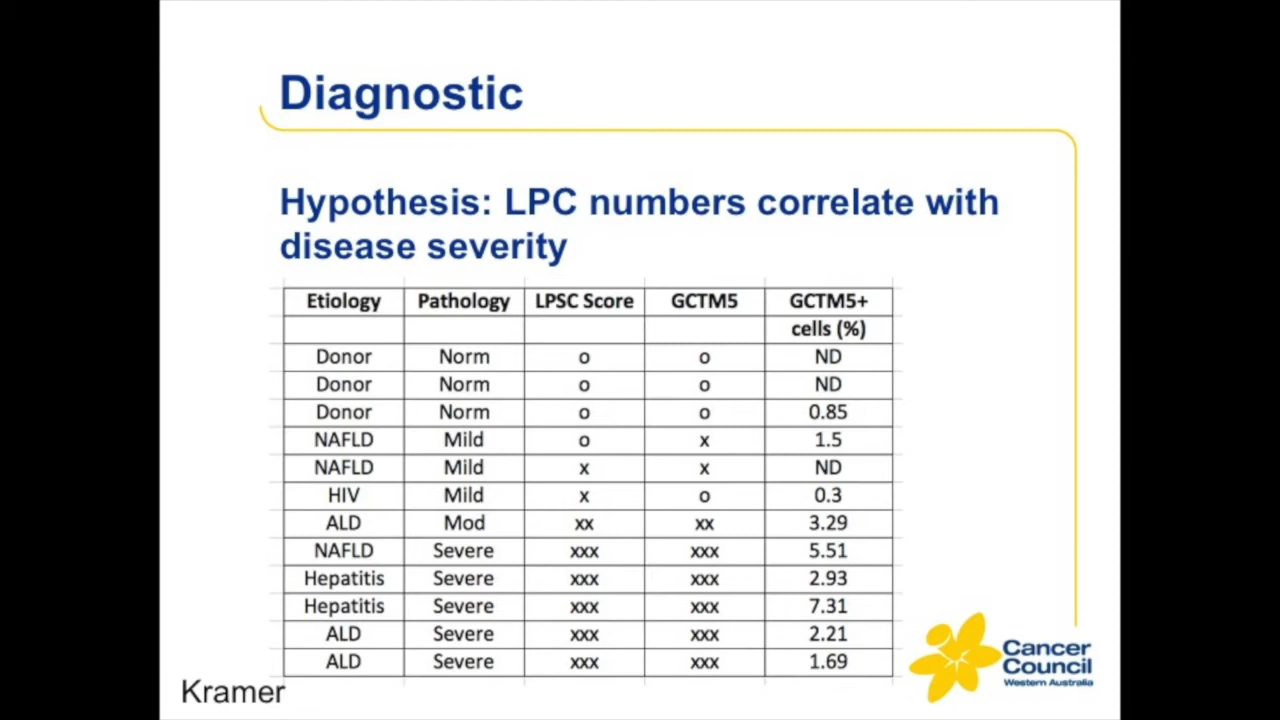 Diagnostic
Hypothesis: LPC numbers correlate with
disease severity
Etiology Pathology LPSC Score GCTM5 GCTM5+
cells (%)
Donor Norm o o ND
Donor Norm o o ND
Donor Norm o o 0.85
NAFLD Mild o x 1.5
NAFLD Mild x x ND
HIV Mild x o 0.3
ALD Mod xx xx 3.29
NAFLD Severe xxx xxx 5.51
Hepatitis Severe xxx xxx 2.93
Hepatitis Severe xxx xxx 7.31
ALD Severe xxx xxx 2.21
ALD Severe xxx xxx 1.69
Kramer
Cancer
Council
Western Australia